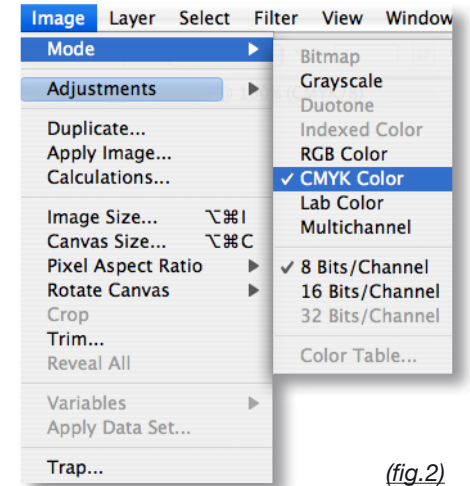 Image Layer Select Filter View Window
Mode
Adjustments
Duplicate...
Apply Image...
Calculations...
Image Size... ⌥⌘I
Canvas Size... ⌥⌘C
Pixel Aspect Ratio
Rotate Canvas
Crop
Trim...
Reveal All
Variables
Apply Data Set...
Trap...
Bitmap
Grayscale
Duotone
Indexed Color
RGB Color
✓ CMYK Color
Lab Color
Multichannel
✓ 8 Bits/Channel
16 Bits/Channel
32 Bits/Channel
Color Table...
(fig.2)